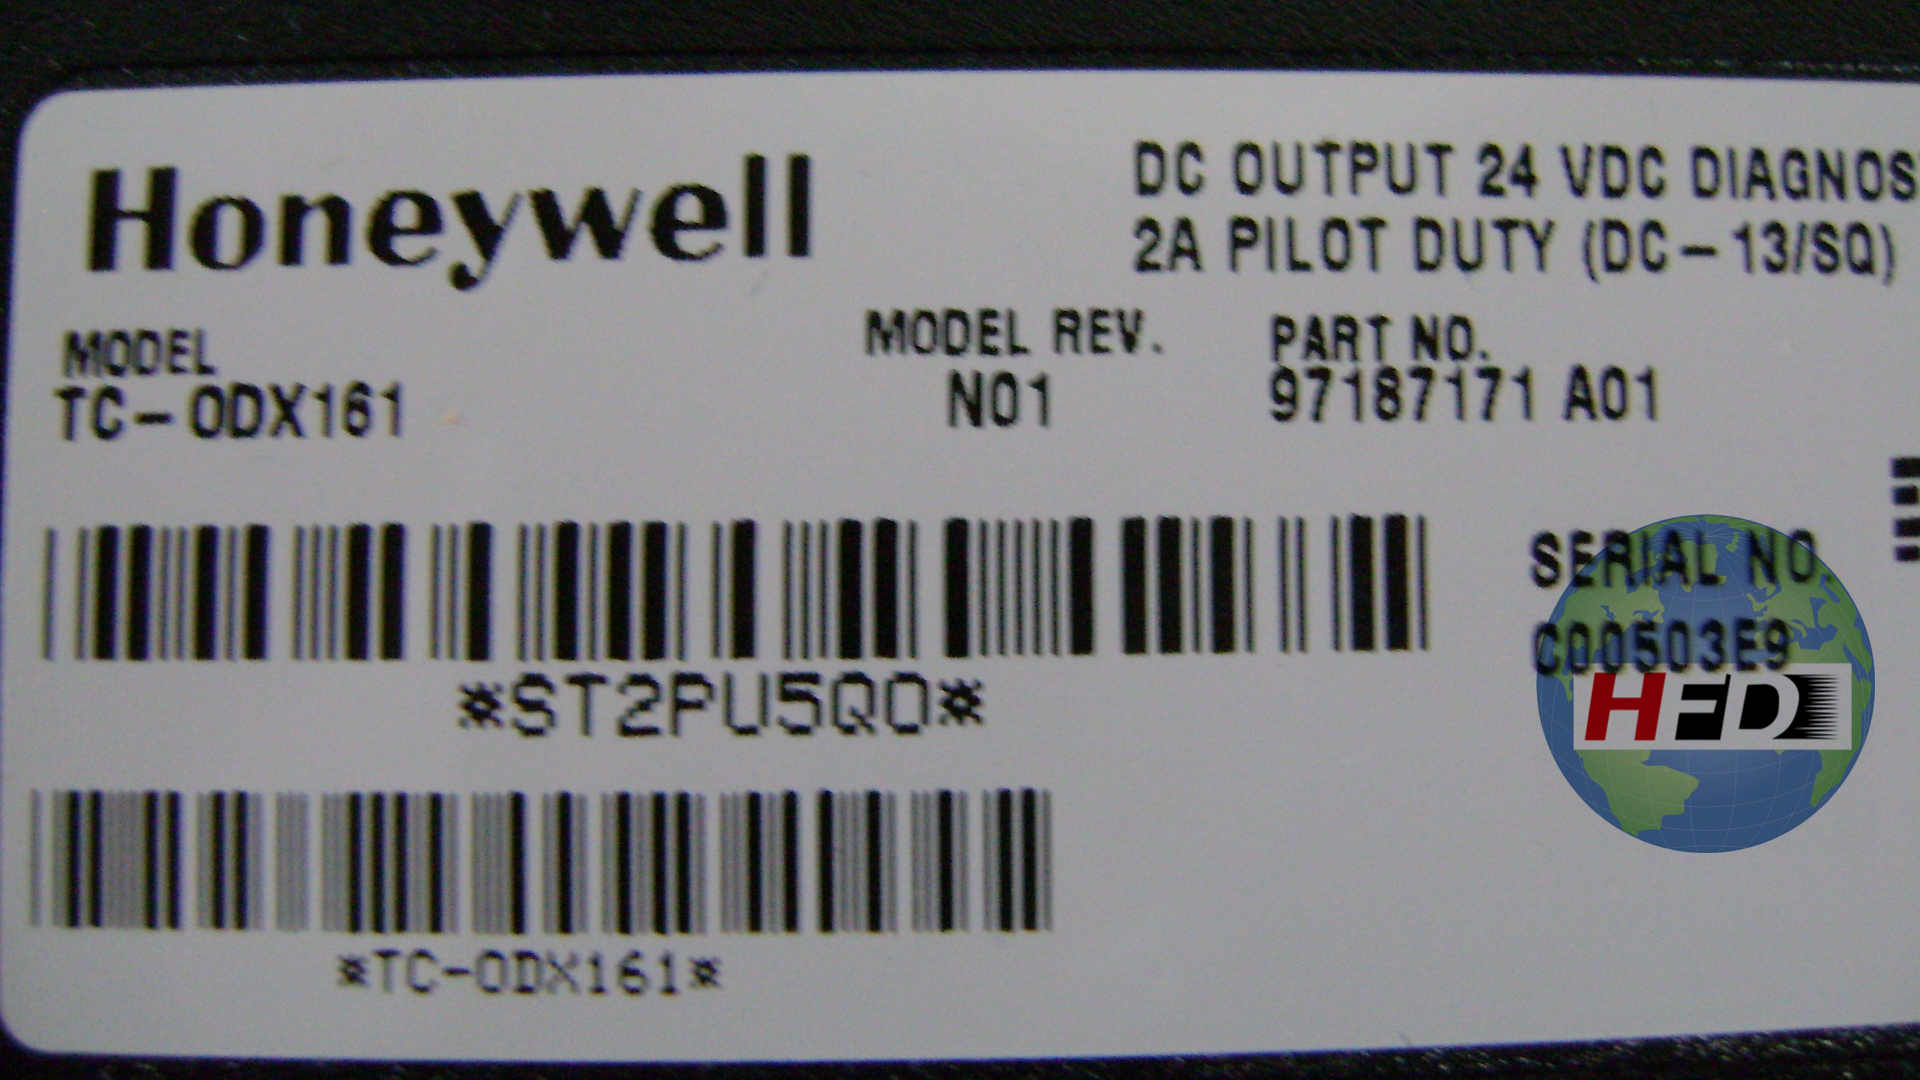 Honeywell
DC OUTPUT 24 VDC DIAGNOS
2A PILOT DUTY (DC-13/SQ)
MODEL
TC-ODX161
MODEL REV.
N01
PART NO.
97187171 A01
SERIAL NO.
C00503E9
*ST2PU5Q0*
HFD
*TC-ODX161*